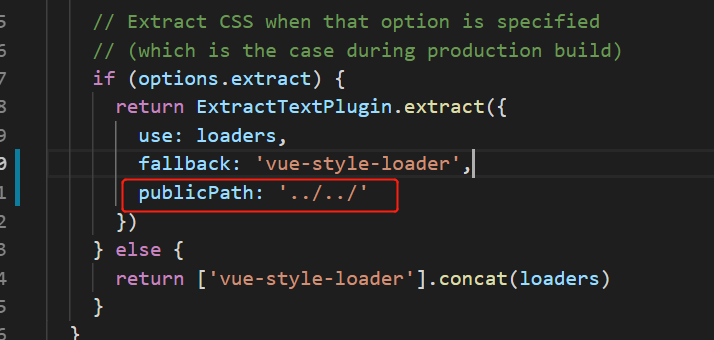 5 // Extract CSS when that option is specified
6 // (which is the case during production build)
7 if (options.extract) {
8 return ExtractTextPlugin.extract({
9 use: loaders,
0 fallback: 'vue-style-loader',
1 publicPath: '../../'
2 })
3 } else {
4 return ['vue-style-loader'].concat(loaders)
5 }
6 }